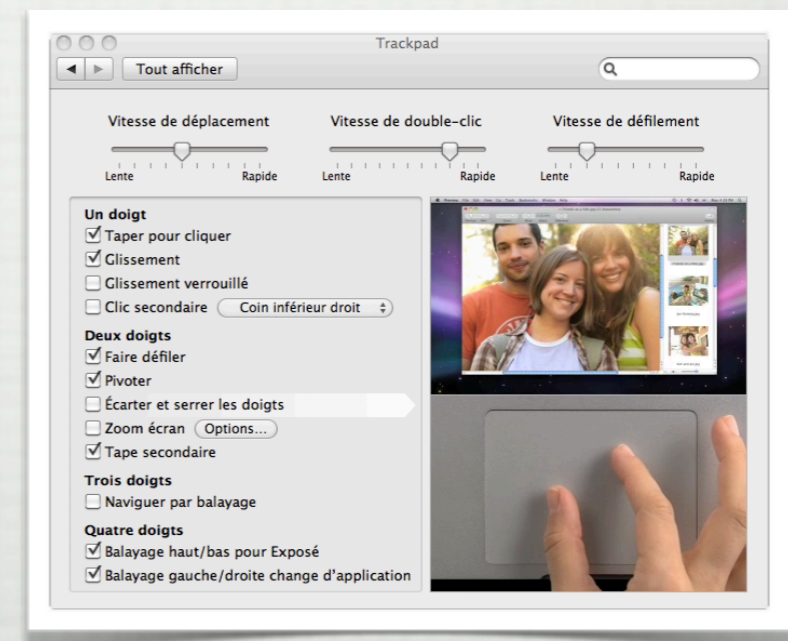 Trackpad
Tout afficher
Vitesse de déplacement Vitesse de double-clic Vitesse de défilement
Lente Rapide Lente Rapide Lente Rapide
Un doigt
Taper pour cliquer
Glissement
Glissement verrouillé
Clic secondaire Coin inférieur droit
Deux doigts
Faire défiler
Pivoter
Écarter et serrer les doigts
Zoom écran Options...
Tape secondaire
Trois doigts
Naviguer par balayage
Quatre doigts
Balayage haut/bas pour Exposé
Balayage gauche/droite change d'application